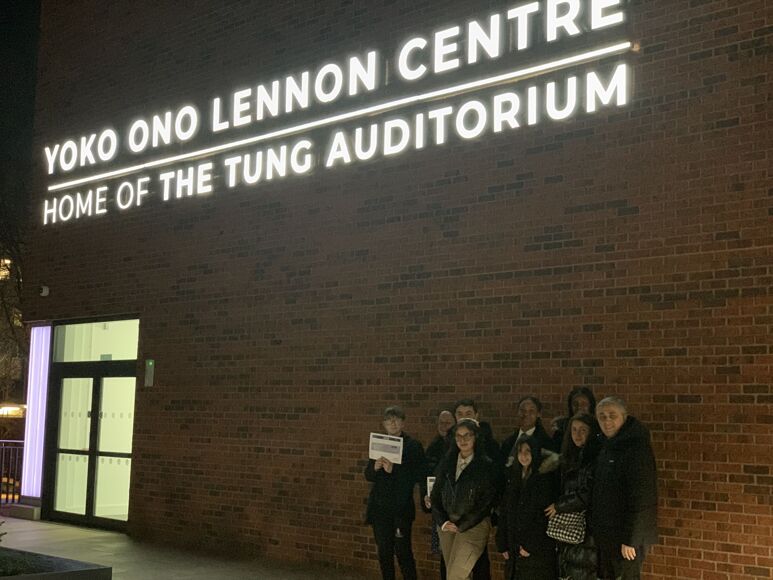 YOKO ONO LENNON CENTRE
HOME OF THE TUNG AUDITORIUM